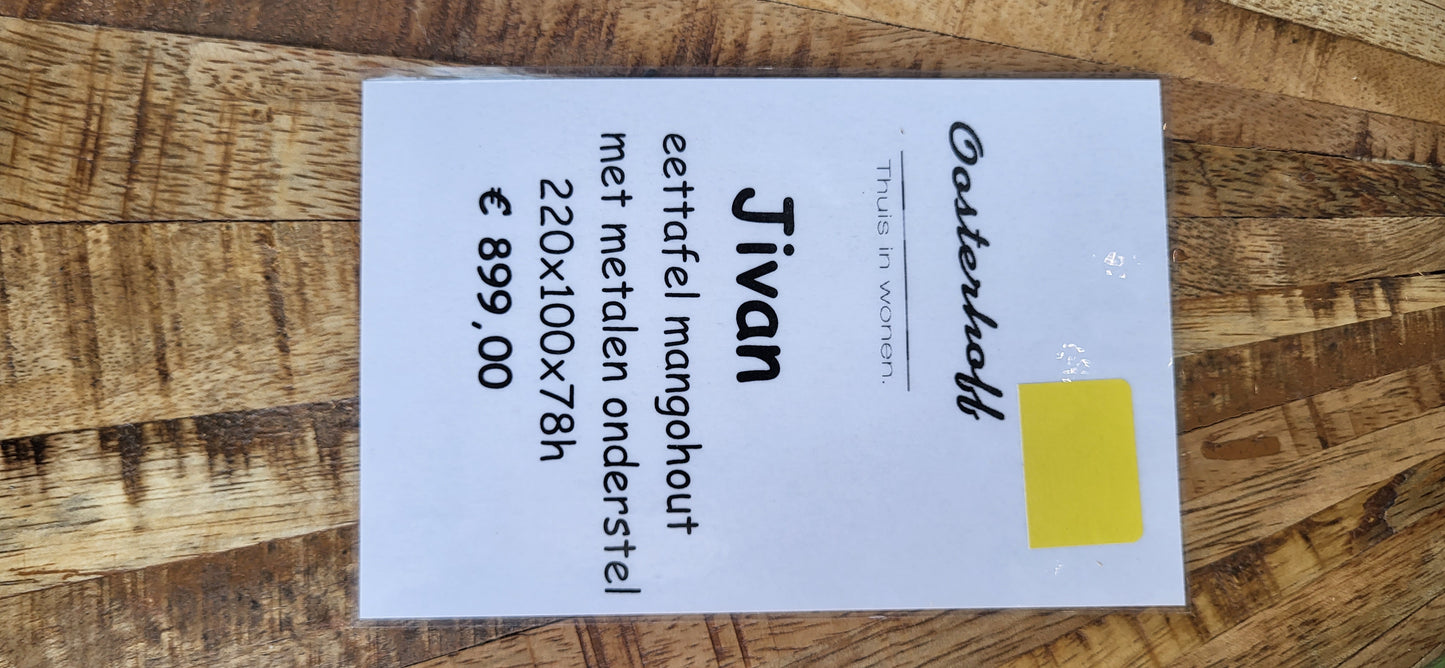 Oosterhoff
Thuis in wonen.
Jivan
eettafel mangohout
met metalen onderstel
220x100x78h
€ 899,00